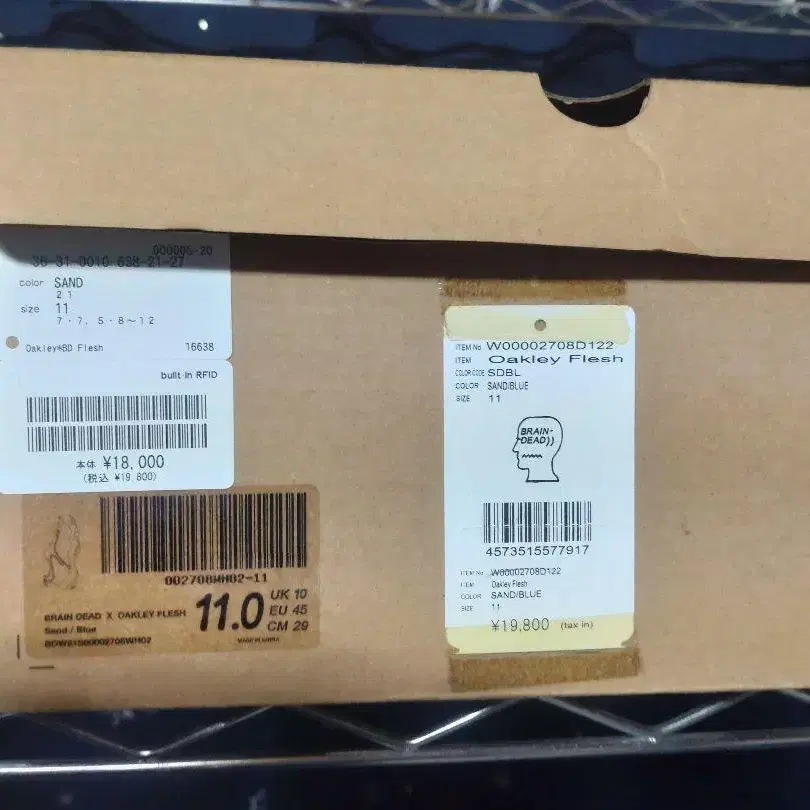 000005-20
36-31-0010-638-21-27
color SAND
21
size 11
7・7.5・8~12
Oakley*BD Flesh 16638
built in RFID
本体 ¥18,000
(税込 ¥19,800)
002708WH02-11
BRAIN DEAD X OAKLEY FLESH
Sand / Blue
11.0
UK 10
EU 45
CM 29
ITEM No W00002708D122
ITEM Oakley Flesh
COLOR CODE SDBL
COLOR SAND/BLUE
SIZE 11
BRAIN-
DEAD))
4573515577917
ITEM No W00002708D122
ITEM Oakley Flesh
COLOR SAND/BLUE
SIZE 11
¥19,800 (tax in)